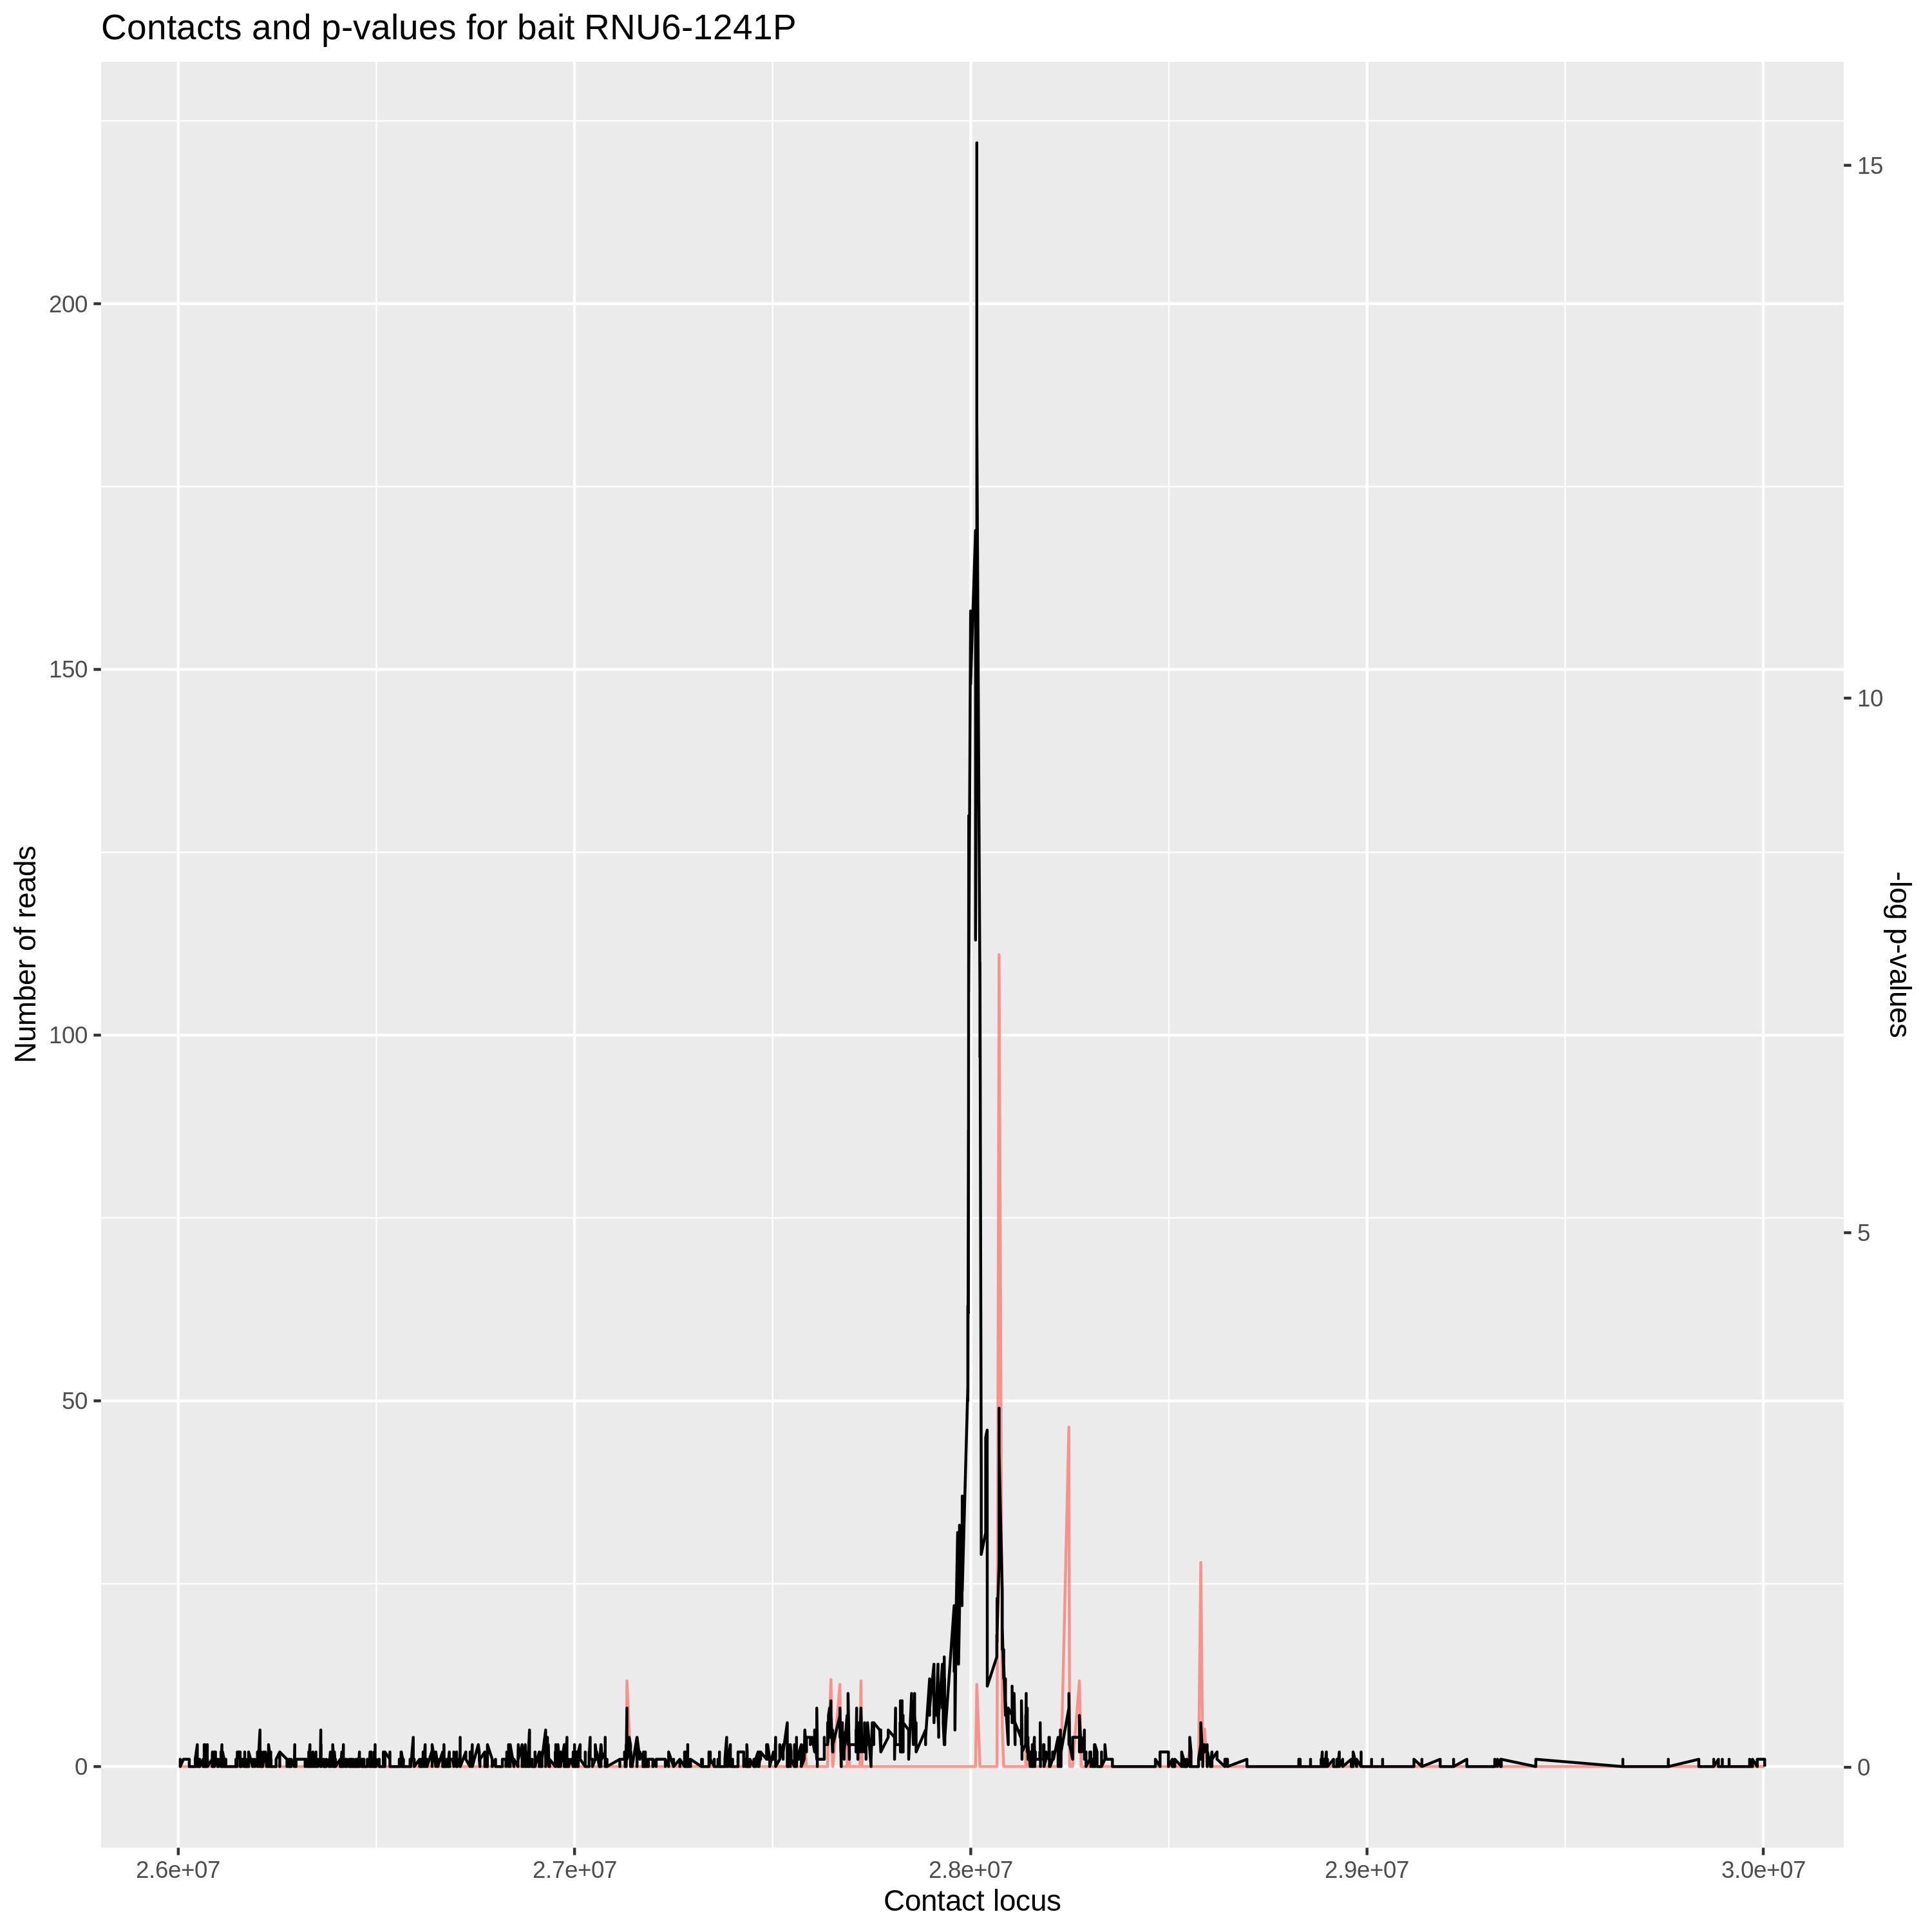 Contacts and p-values for bait RNU6-1241P
200
150
100
50
0
Number of reads
15
10
5
0
-log p-values
2.6e+07
2.7e+07
2.8e+07
2.9e+07
3.0e+07
Contact locus